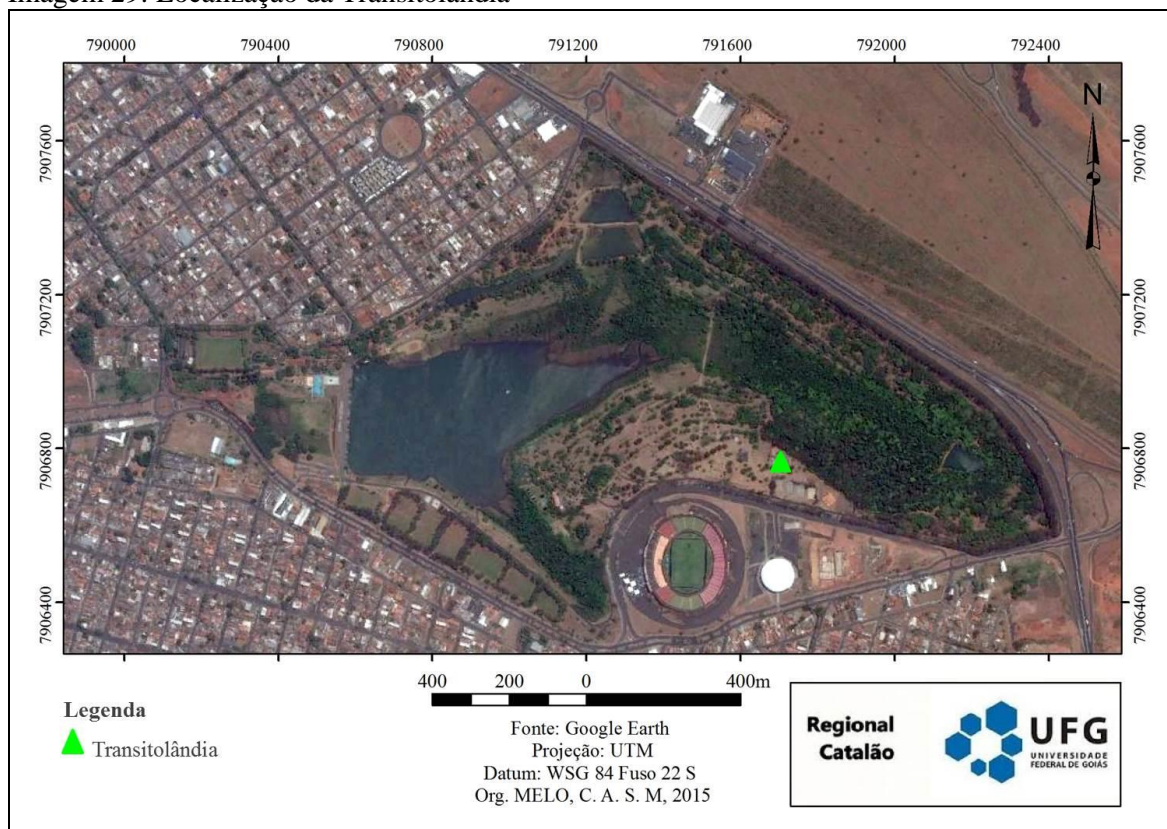 Imagem 29: Localização da Transitolândia
790000 790400 790800 791200 791600 792000 792400
N
7907600 7907600
7907200 7907200
7906800 7906800
7906400 7906400
400 200 0 400m
Legenda
Transitolândia
Fonte: Google Earth
Projeção: UTM
Datum: WSG 84 Fuso 22 S
Org. MELO, C. A. S. M, 2015
Regional
Catalão
UFG
UNIVERSIDADE
FEDERAL DE GOIÁS